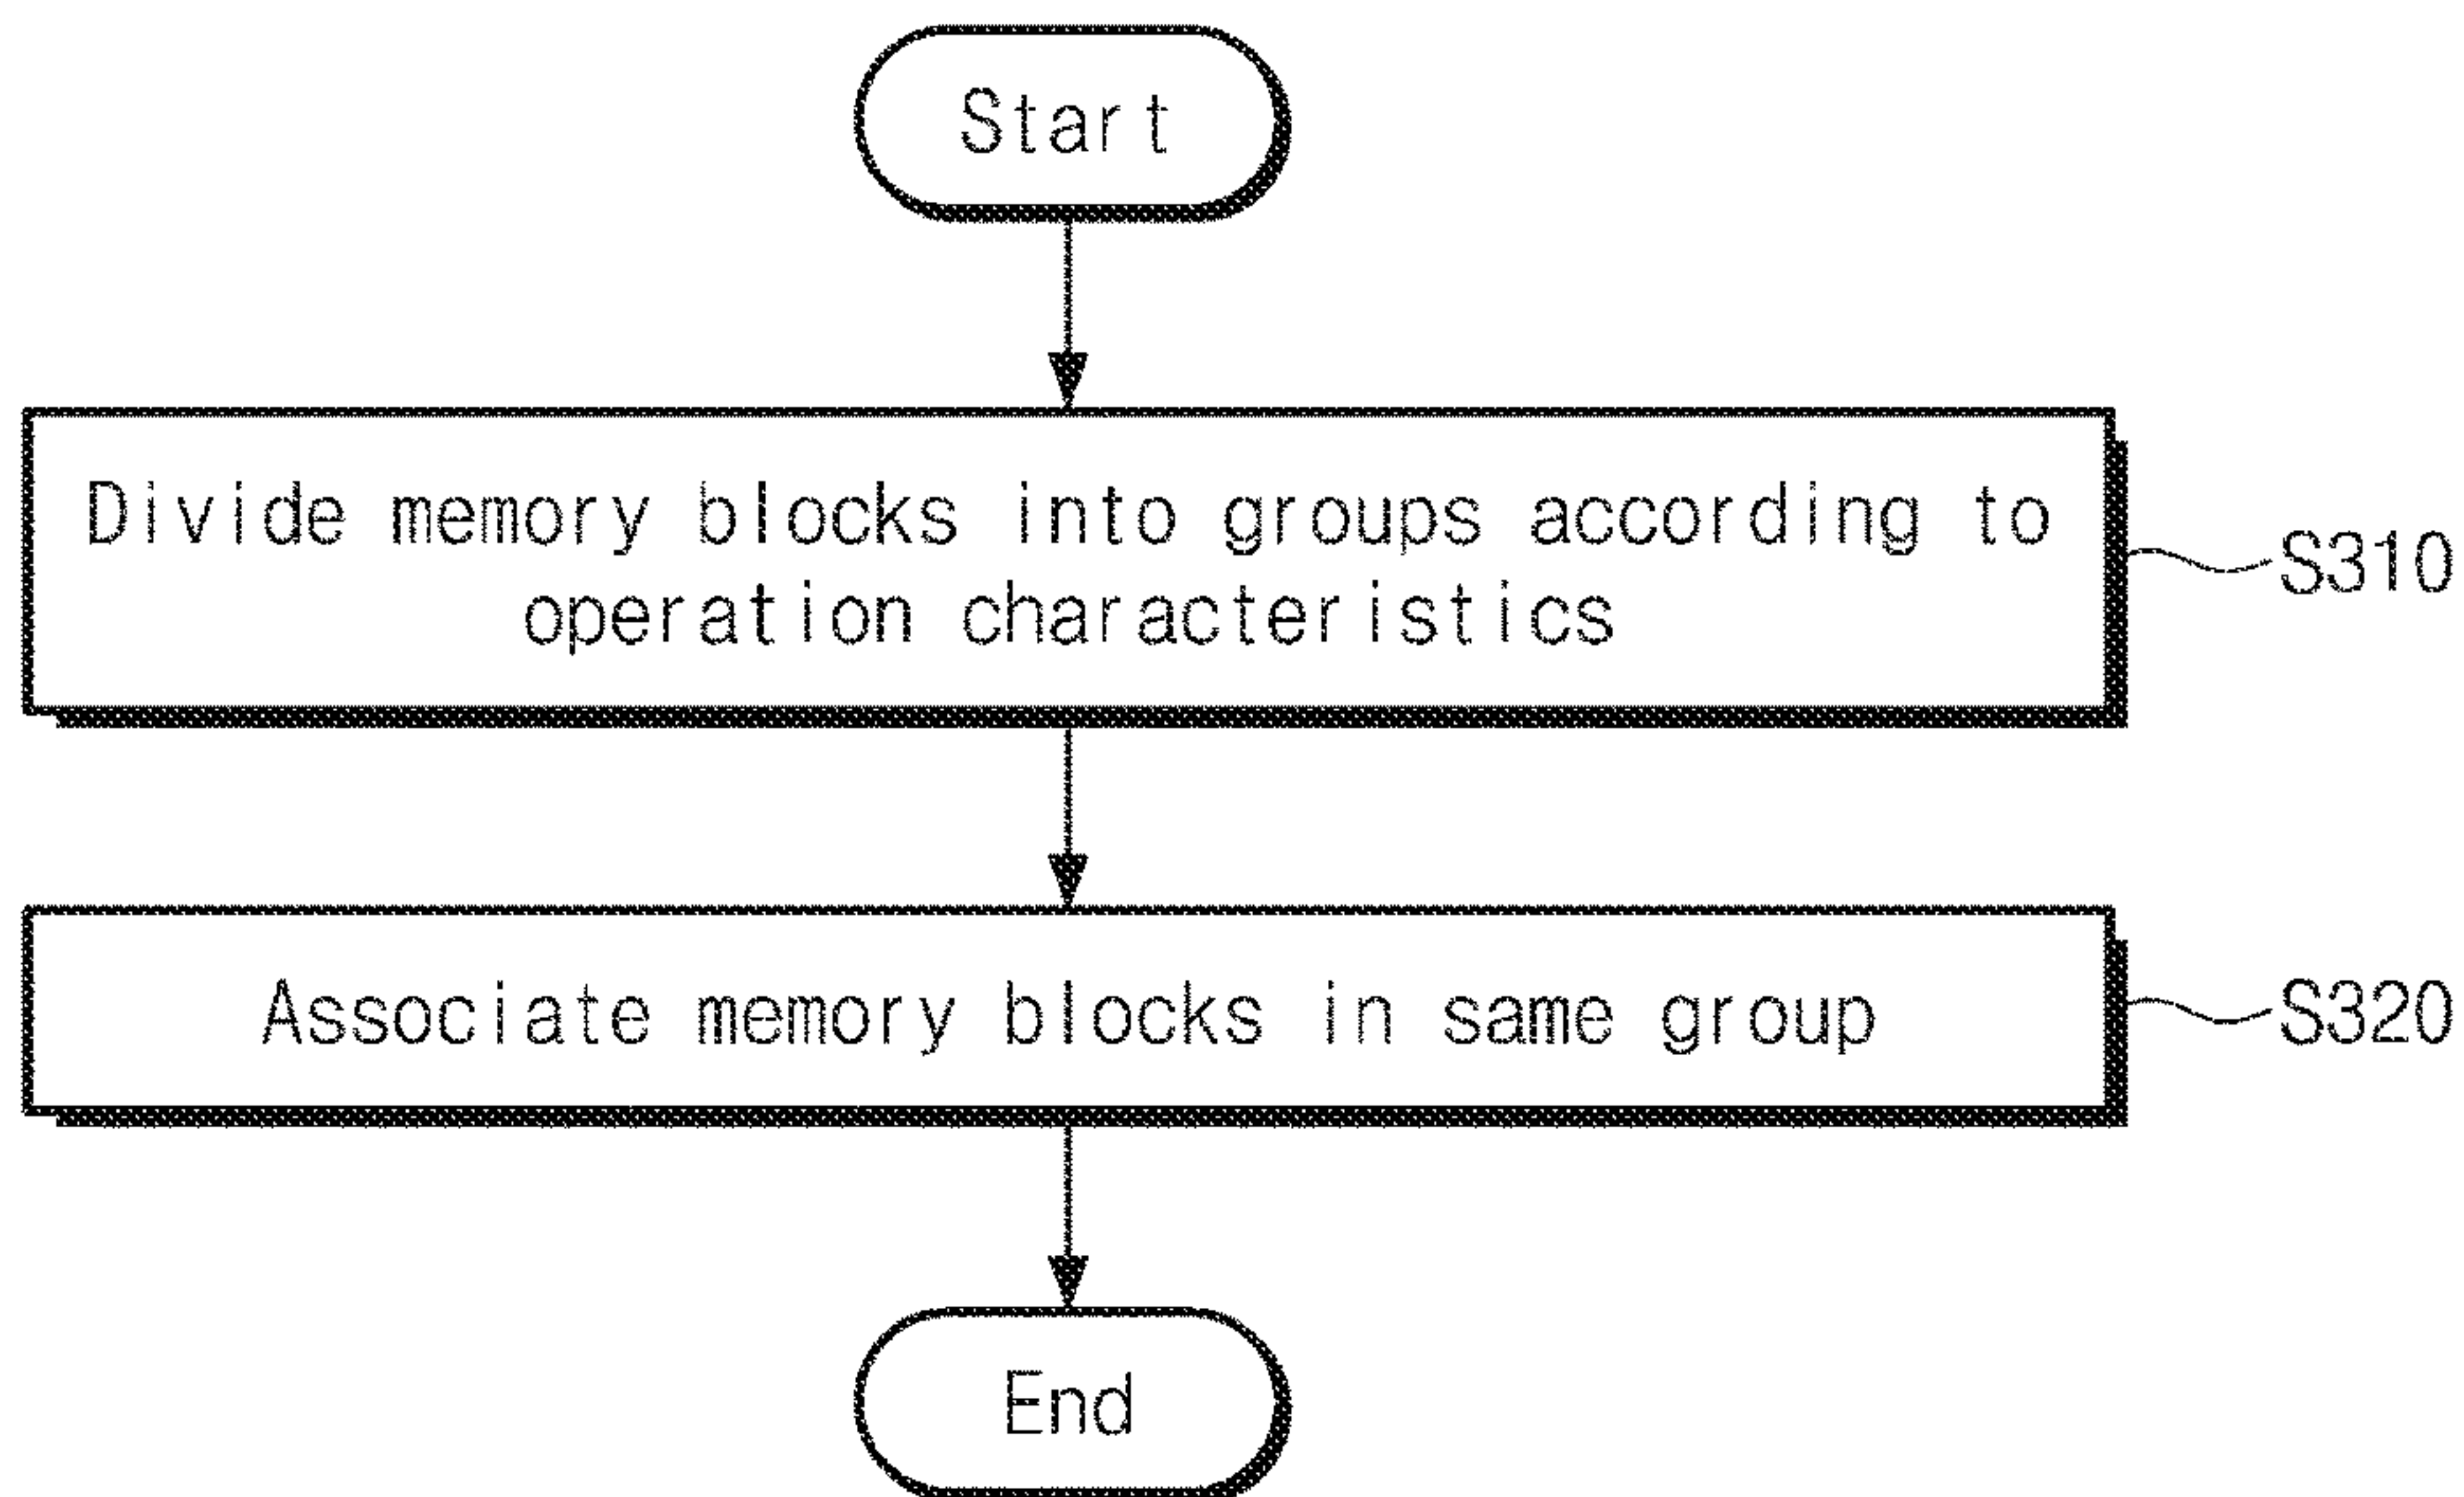 Start
Divide memory blocks into groups according to
operation characteristics
S310
Associate memory blocks in same group
S320
End